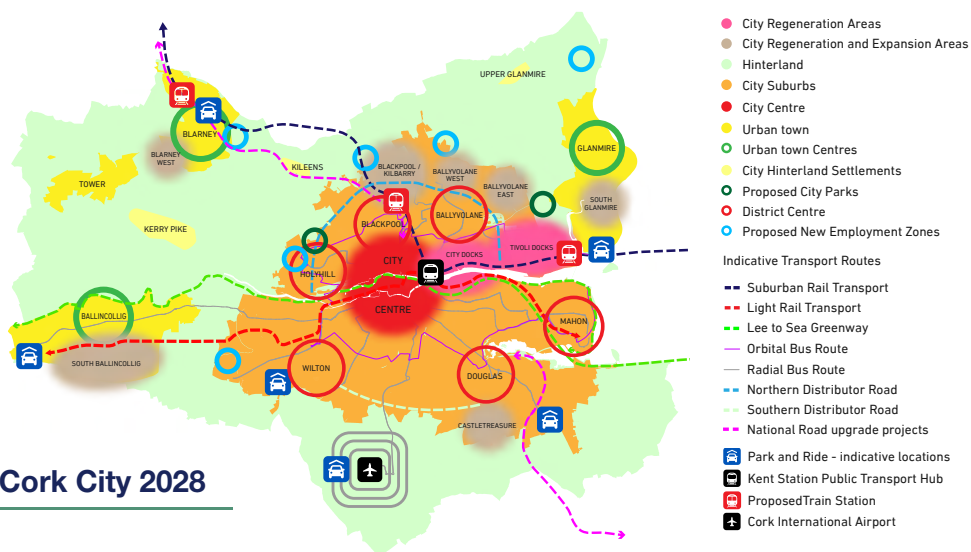 UPPER GLANMIRE
BLARNEY
GLANMIRE
BLARNEY
WEST
KILEENS
BLACKPOOL /
KILBARRY
BALLYVOLANE
WEST
BALLYVOLANE
EAST
TOWER
SOUTH
GLANMIRE
KERRY PIKE
BLACKPOOL
BALLYVOLANE
CITY
CITY DOCKS
TIVOLI DOCKS
HOLYHILL
CENTRE
BALLINCOLLIG
MAHON
SOUTH BALLINCOLLIG
WILTON
DOUGLAS
CASTLETREASURE
Cork City 2028
City Regeneration Areas
City Regeneration and Expansion Areas
Hinterland
City Suburbs
City Centre
Urban town
Urban town Centres
City Hinterland Settlements
Proposed City Parks
District Centre
Proposed New Employment Zones
Indicative Transport Routes
Suburban Rail Transport
Light Rail Transport
Lee to Sea Greenway
Orbital Bus Route
Radial Bus Route
Northern Distributor Road
Southern Distributor Road
National Road upgrade projects
Park and Ride - indicative locations
Kent Station Public Transport Hub
ProposedTrain Station
Cork International Airport